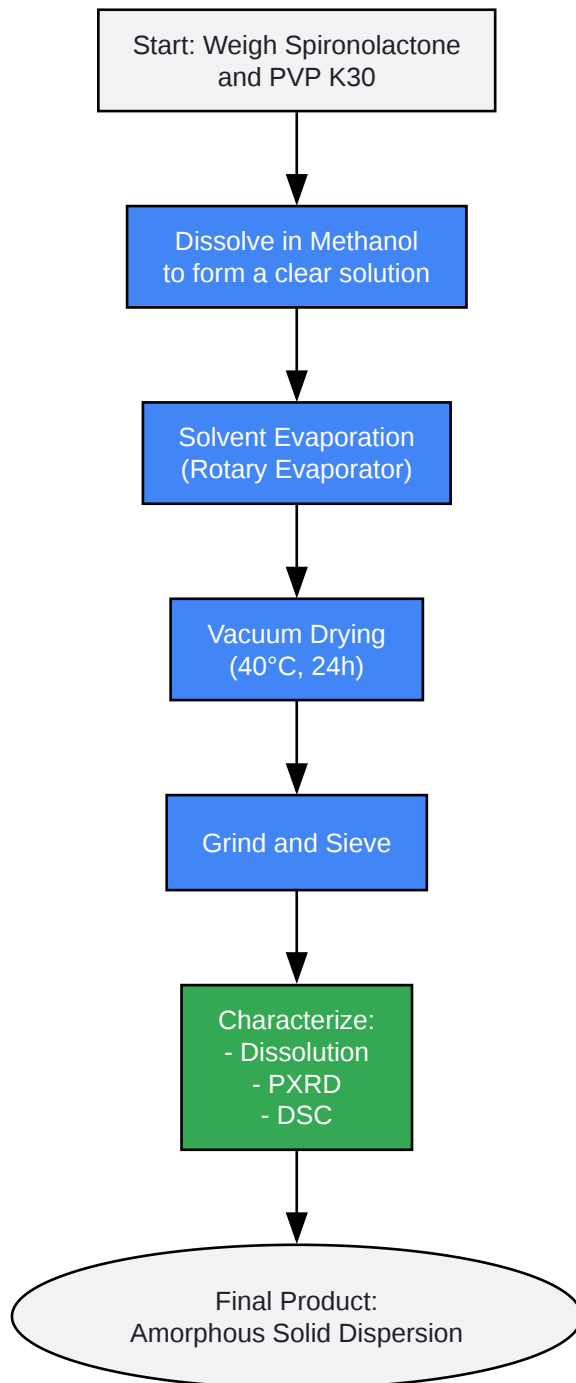 Start: Weigh Spironolactone
and PVP K30
Dissolve in Methanol
to form a clear solution
Solvent Evaporation
(Rotary Evaporator)
Vacuum Drying
(40°C, 24h)
Grind and Sieve
Characterize:
- Dissolution
- PXRD
- DSC
Final Product:
Amorphous Solid Dispersion